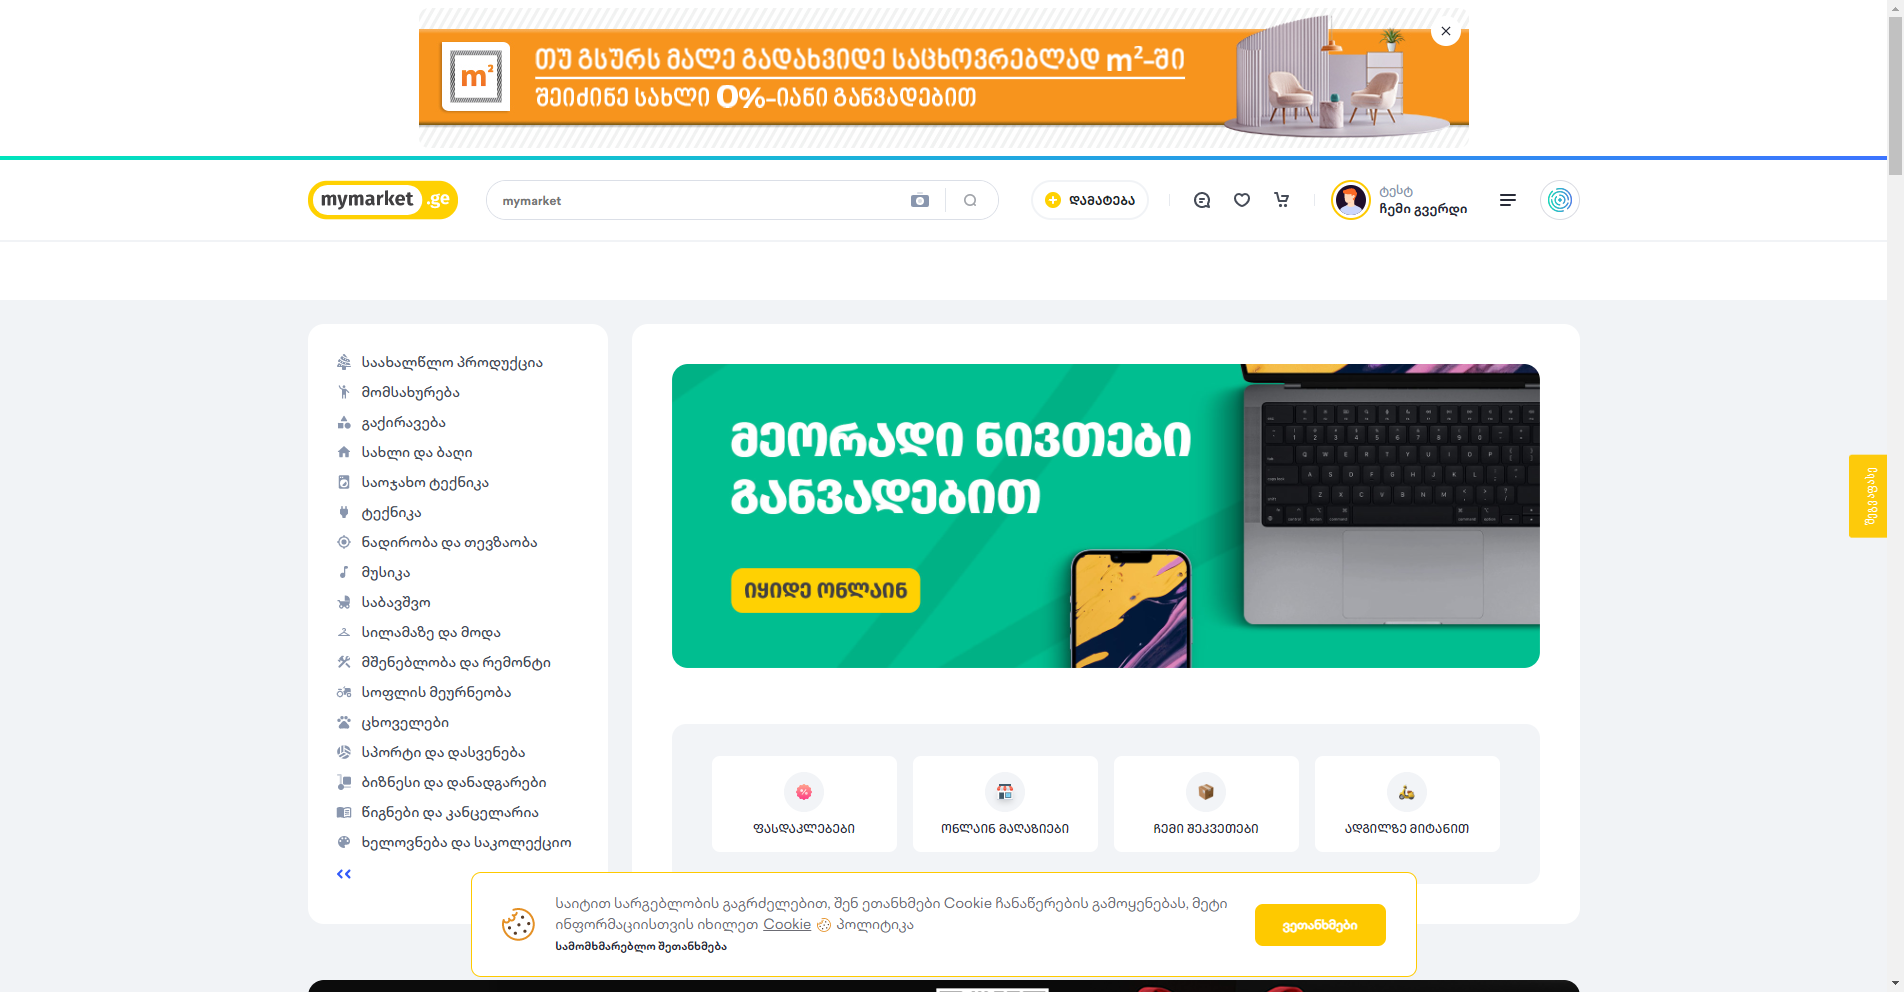 m²
თუ გსურს მალე გადახვიდე საცხოვრებლად m²-ში
შეიძინე სახლი 0%-იანი განვადებით
mymarket.ge
mymarket
დამატება
ტესტ
ჩემი გვერდი
საახალწლო პროდუქცია
მომსახურება
გაქირავება
სახლი და ბაღი
საოჯახო ტექნიკა
ტექნიკა
ნადირობა და თევზაობა
მუსიკა
საბავშვო
სილამაზე და მოდა
მშენებლობა და რემონტი
სოფლის მეურნეობა
ცხოველები
სპორტი და დასვენება
ბიზნესი და დანადგარები
წიგნები და კანცელარია
ხელოვნება და საკოლექციო
მეორადი ნივთები
განვადებით
იყიდე ონლაინ
ფასდაკლებები
ონლაინ მაღაზიები
ჩემი შეკვეთები
ადგილზე მიტანით
შეაფასე
საიტით სარგებლობის გაგრძელებით, შენ ეთანხმები Cookie ჩანაწერების გამოყენებას, მეტი
ინფორმაციისთვის იხილეთ Cookie პოლიტიკა
სამომხმარებლო შეთანხმება
ვეთანხმები